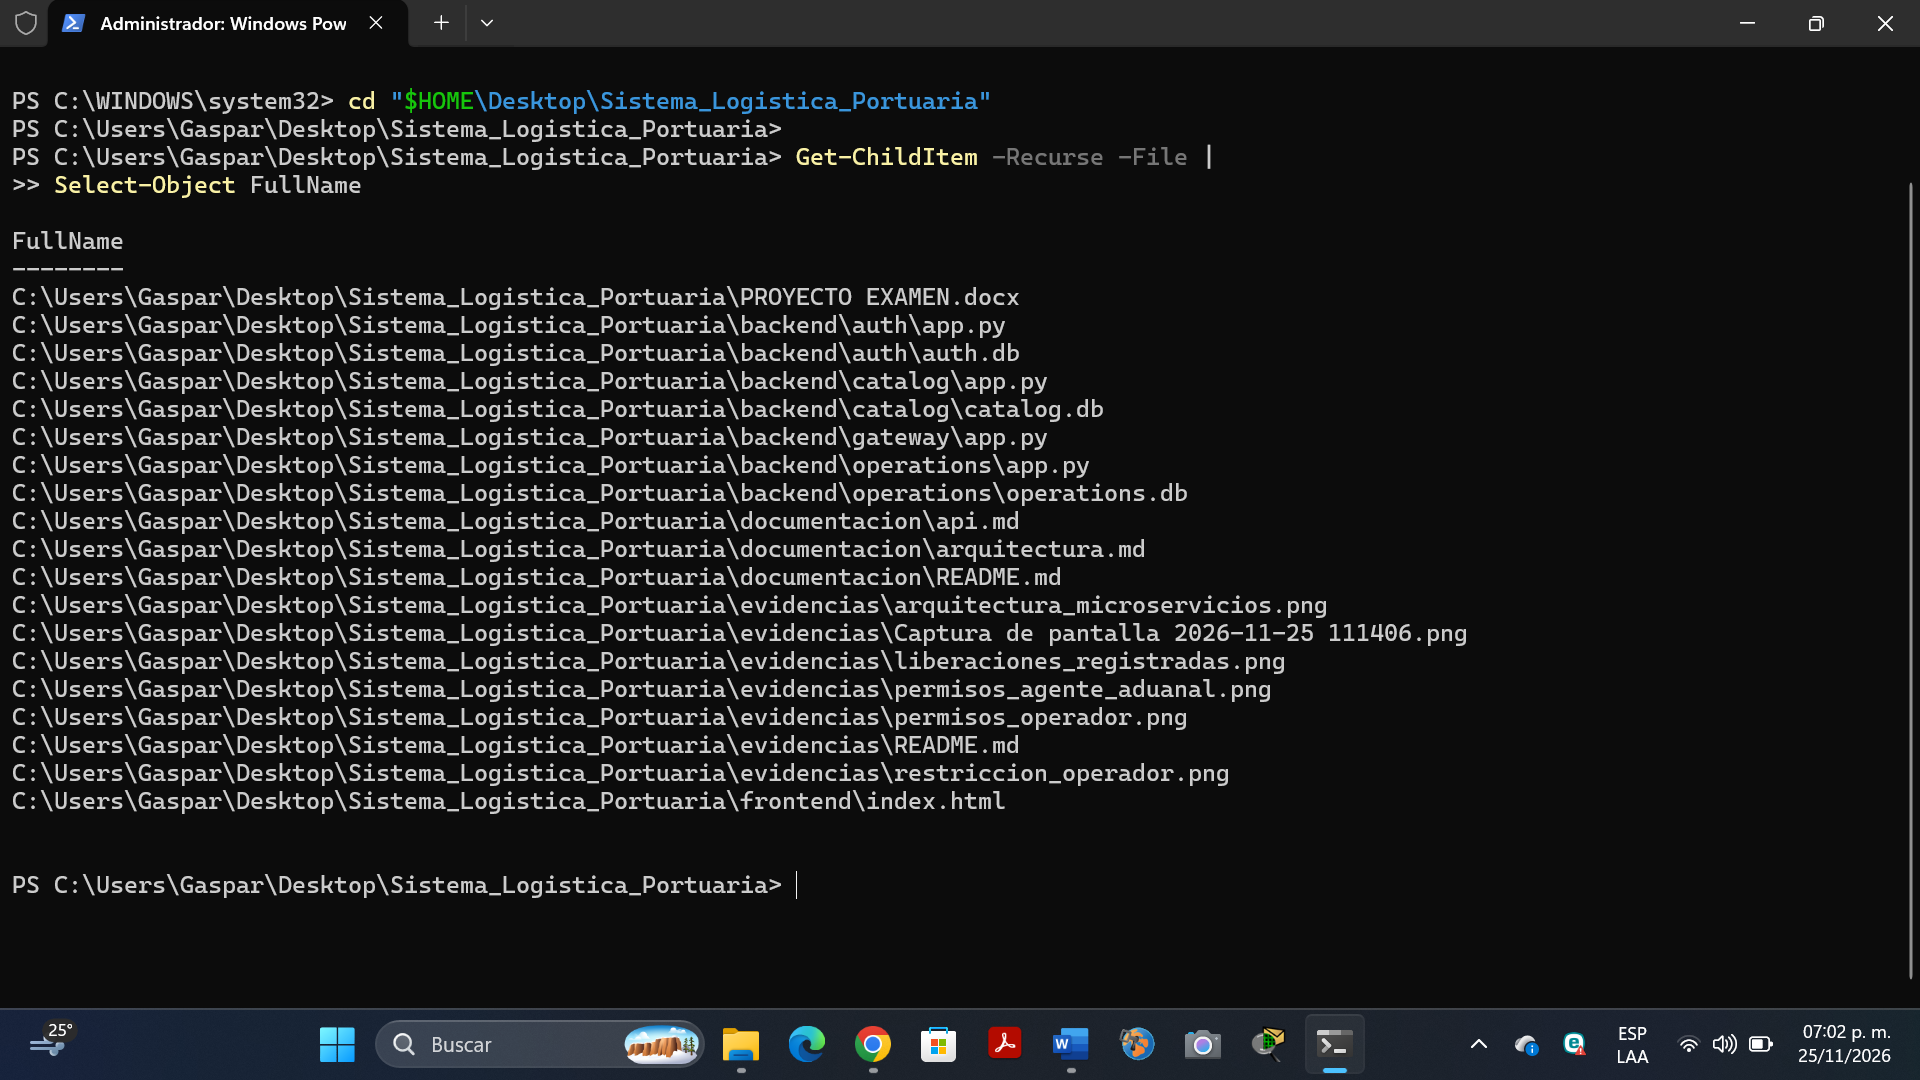 Administrador: Windows Pow
PS C:\WINDOWS\system32> cd "$HOME\Desktop\Sistema_Logistica_Portuaria"
PS C:\Users\Gaspar\Desktop\Sistema_Logistica_Portuaria>
PS C:\Users\Gaspar\Desktop\Sistema_Logistica_Portuaria> Get-ChildItem -Recurse -File |
>> Select-Object FullName
FullName
--------
C:\Users\Gaspar\Desktop\Sistema_Logistica_Portuaria\PROYECTO EXAMEN.docx
C:\Users\Gaspar\Desktop\Sistema_Logistica_Portuaria\backend\auth\app.py
C:\Users\Gaspar\Desktop\Sistema_Logistica_Portuaria\backend\auth\auth.db
C:\Users\Gaspar\Desktop\Sistema_Logistica_Portuaria\backend\catalog\app.py
C:\Users\Gaspar\Desktop\Sistema_Logistica_Portuaria\backend\catalog\catalog.db
C:\Users\Gaspar\Desktop\Sistema_Logistica_Portuaria\backend\gateway\app.py
C:\Users\Gaspar\Desktop\Sistema_Logistica_Portuaria\backend\operations\app.py
C:\Users\Gaspar\Desktop\Sistema_Logistica_Portuaria\backend\operations\operations.db
C:\Users\Gaspar\Desktop\Sistema_Logistica_Portuaria\documentacion\api.md
C:\Users\Gaspar\Desktop\Sistema_Logistica_Portuaria\documentacion\arquitectura.md
C:\Users\Gaspar\Desktop\Sistema_Logistica_Portuaria\documentacion\README.md
C:\Users\Gaspar\Desktop\Sistema_Logistica_Portuaria\evidencias\arquitectura_microservicios.png
C:\Users\Gaspar\Desktop\Sistema_Logistica_Portuaria\evidencias\Captura de pantalla 2026-11-25 111406.png
C:\Users\Gaspar\Desktop\Sistema_Logistica_Portuaria\evidencias\liberaciones_registradas.png
C:\Users\Gaspar\Desktop\Sistema_Logistica_Portuaria\evidencias\permisos_agente_aduanal.png
C:\Users\Gaspar\Desktop\Sistema_Logistica_Portuaria\evidencias\permisos_operador.png
C:\Users\Gaspar\Desktop\Sistema_Logistica_Portuaria\evidencias\README.md
C:\Users\Gaspar\Desktop\Sistema_Logistica_Portuaria\evidencias\restriccion_operador.png
C:\Users\Gaspar\Desktop\Sistema_Logistica_Portuaria\frontend\index.html
PS C:\Users\Gaspar\Desktop\Sistema_Logistica_Portuaria>
25°
Buscar
ESP
LAA
07:02 p. m.
25/11/2026